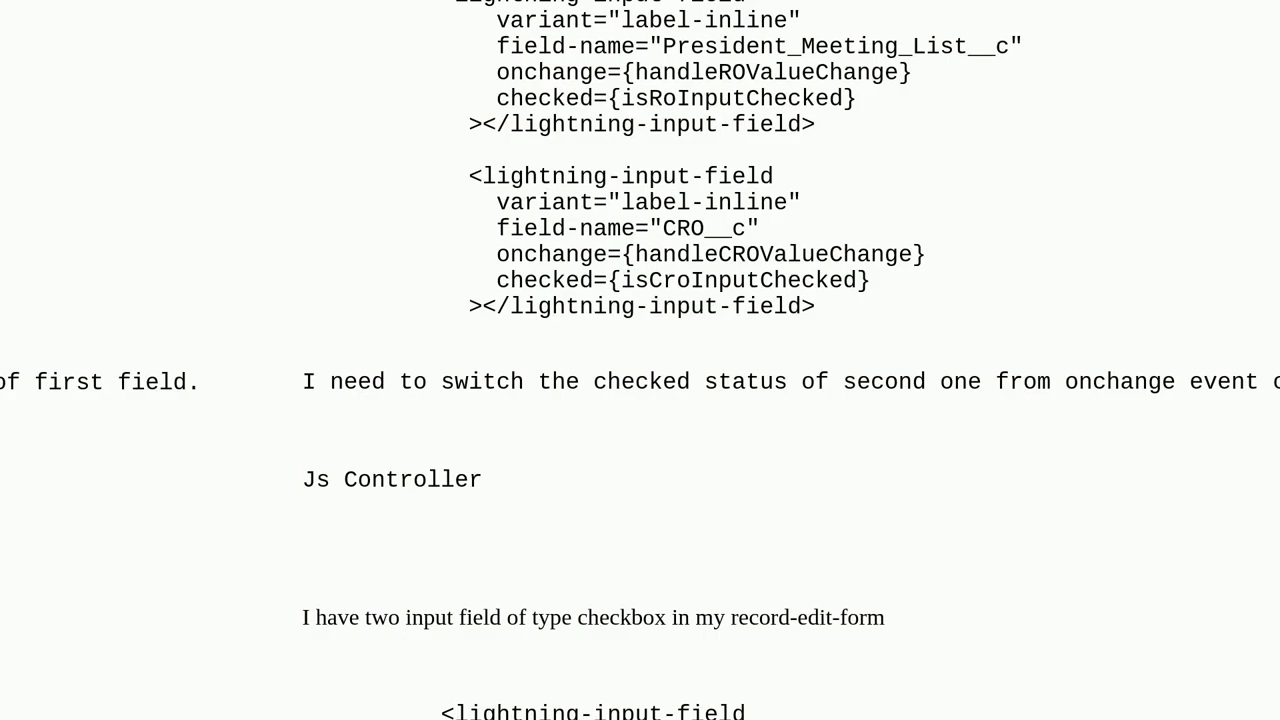 variant="label-inline"
field-name="President_Meeting_List__c"
onchange={handleROValueChange}
checked={isRoInputChecked}
></lightning-input-field>
<lightning-input-field
variant="label-inline"
field-name="CRO__c"
onchange={handleCROValueChange}
checked={isCroInputChecked}
></lightning-input-field>
of first field. I need to switch the checked status of second one from onchange event o
Js Controller
I have two input field of type checkbox in my record-edit-form
<lightning-input-field